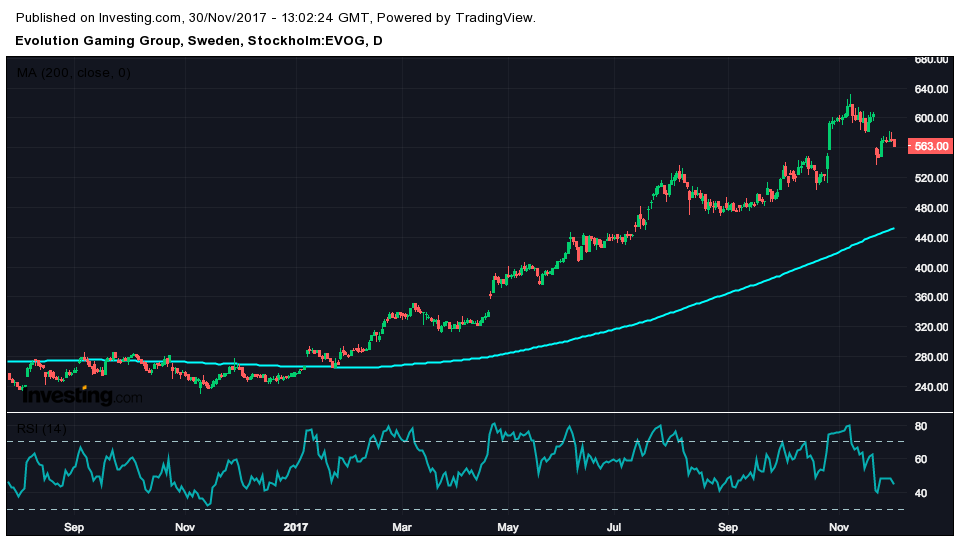 Published on Investing.com, 30/Nov/2017 - 13:02:24 GMT, Powered by TradingView.
Evolution Gaming Group, Sweden, Stockholm:EVOG, D
MA (200, close, 0)
680.00
640.00
600.00
563.00
520.00
480.00
440.00
400.00
360.00
320.00
280.00
240.00
Investing.com
RSI (14)
80
60
40
Sep Nov 2017 Mar May Jul Sep Nov